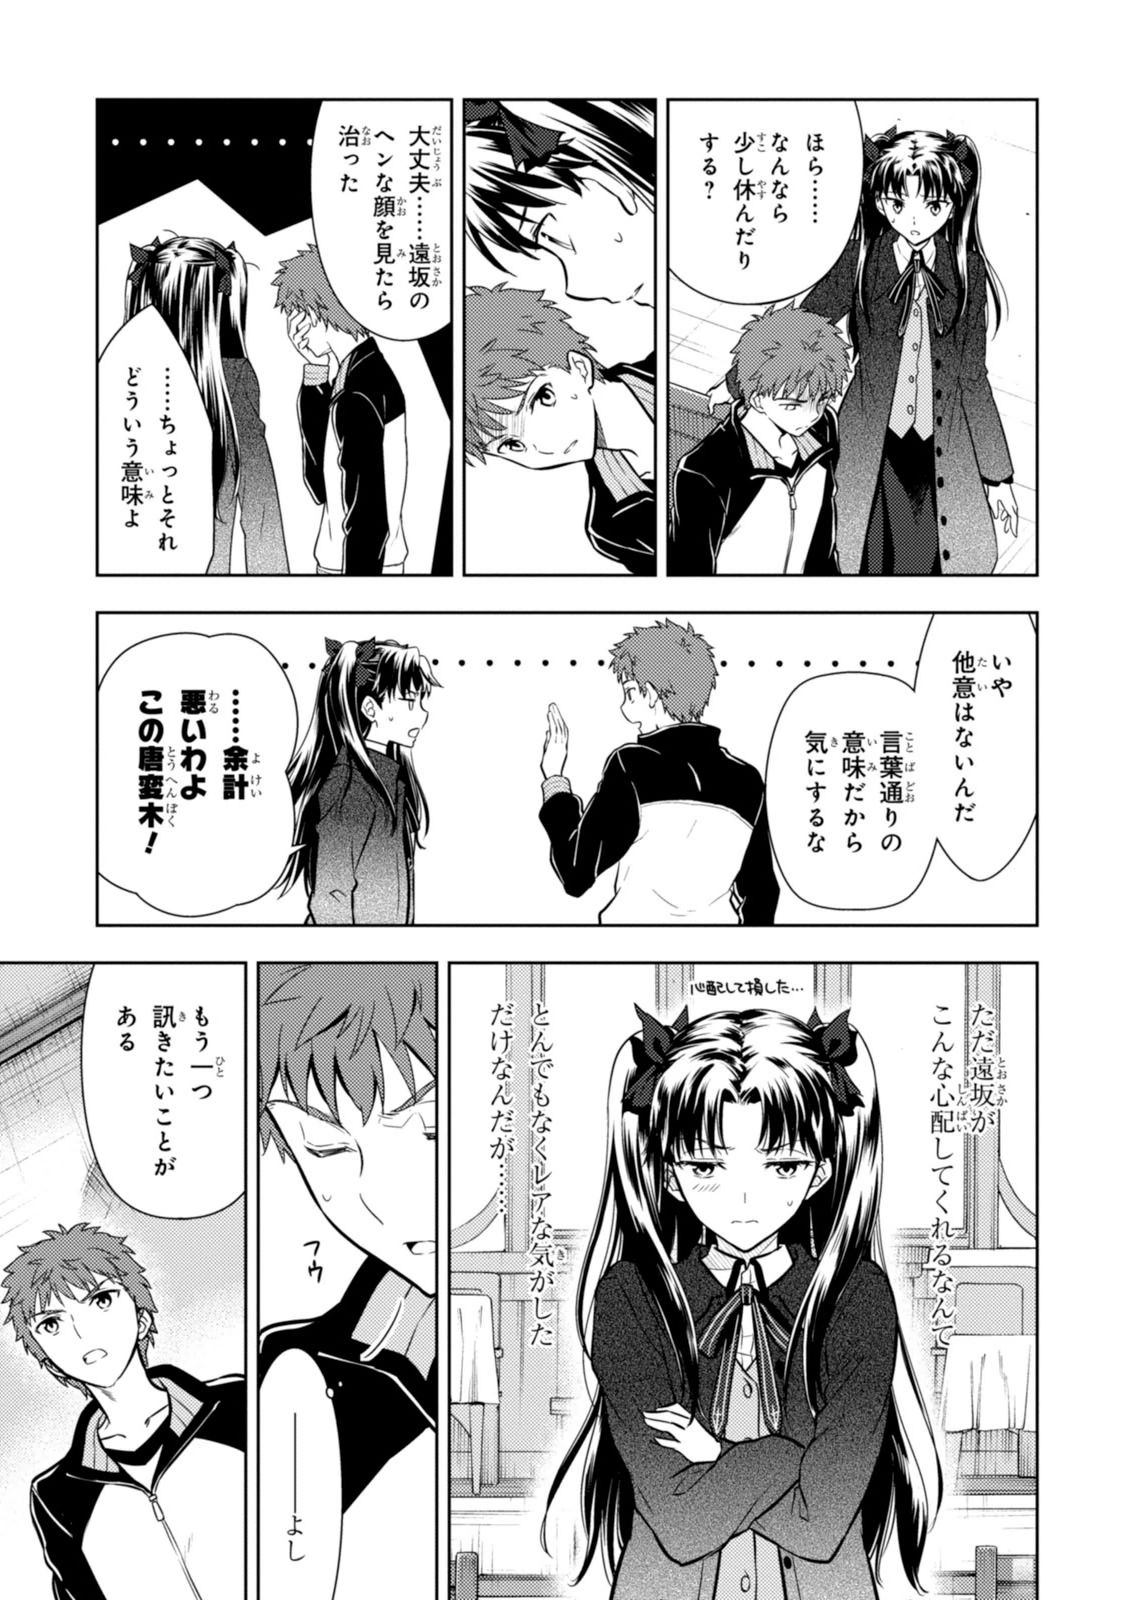 ほら……
なんなら
少し休んだり
する?
大丈夫……遠坂の
ヘンな顔を見たら
治った
……ちょっとそれ
どういう意味よ
いや
他意はないんだ
言葉通りの
意味だから
気にするな
……余計
悪いわよ
この唐変木!
ただ遠坂が
こんな心配してくれるなんて
心配して損した…
とんでもなくレアな気がした
だけなんだが……
フゥ
――よし
もう一つ
訊きたいことが
ある